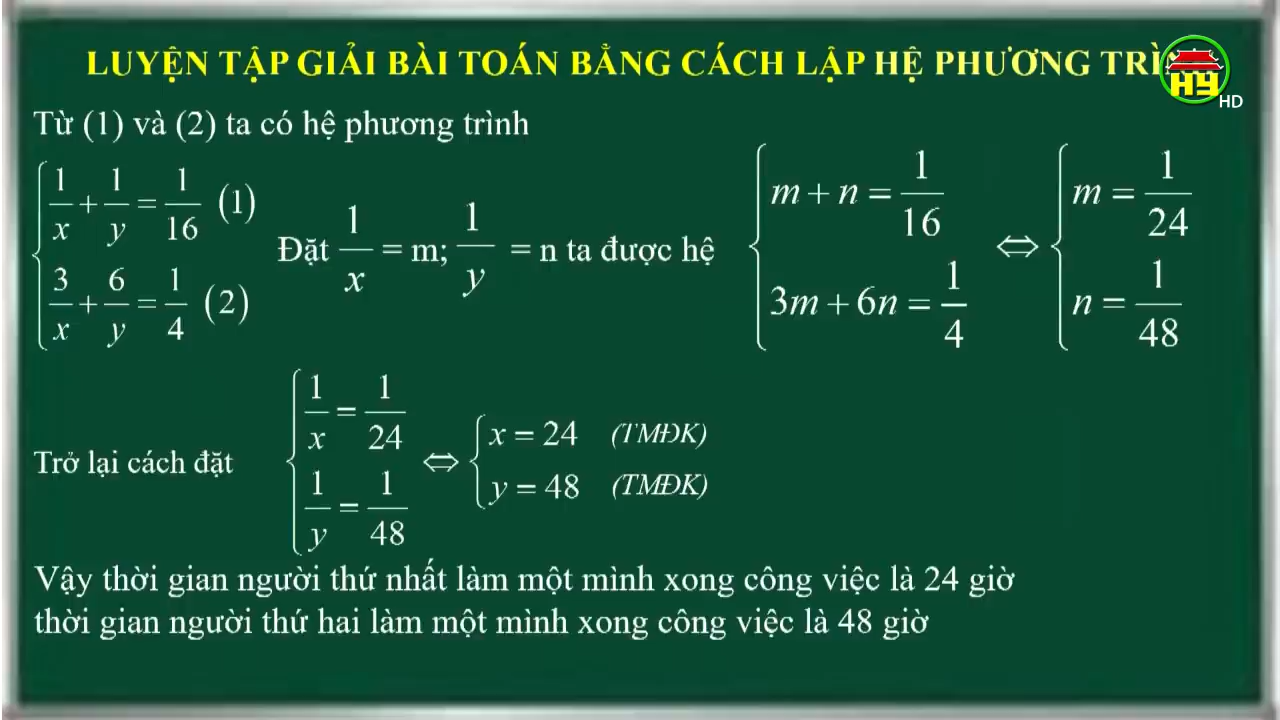 LUYỆN TẬP GIẢI BÀI TOÁN BẰNG CÁCH LẬP HỆ PHƯƠNG TRÌ
HY HD
Từ (1) và (2) ta có hệ phương trình
1/x + 1/y = 1/16 (1)
3/x + 6/y = 1/4 (2)
Đặt 1/x = m; 1/y = n ta được hệ
m + n = 1/16
3m + 6n = 1/4
⇔
m = 1/24
n = 1/48
Trở lại cách đặt
1/x = 1/24
1/y = 1/48
⇔
x = 24 (TMĐK)
y = 48 (TMĐK)
Vậy thời gian người thứ nhất làm một mình xong công việc là 24 giờ
thời gian người thứ hai làm một mình xong công việc là 48 giờ